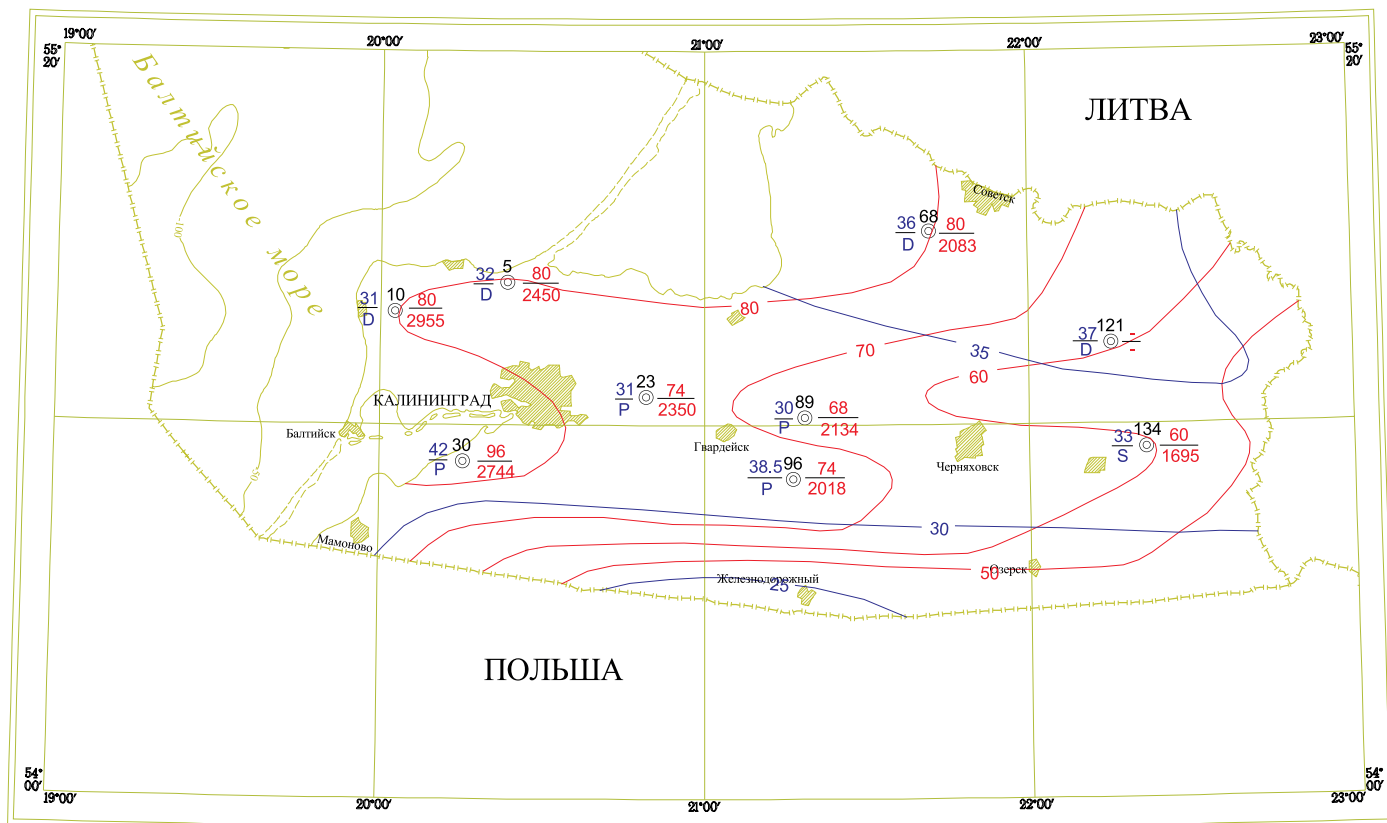 19°00′ 20°00′ 21°00′ 22°00′ 23°00′
55° 20′
55° 20′
Балтийское море
100
50
ЛИТВА
Советск
36 D 68 80 2083
32 D 5 80 2450
31 D 10 80 2955
80
37 D 121 - -
35
70
60
31 P 23 74 2350
КАЛИНИНГРАД
30 P 89 68 2134
Балтийск
Гвардейск
33 S 134 60 1695
42 P 30 96 2744
38.5 P 96 74 2018
Черняховск
30
Мамоново
50
Озерск
Железнодорожный
25
ПОЛЬША
54° 00′
54° 00′
19°00′ 20°00′ 21°00′ 22°00′ 23°00′